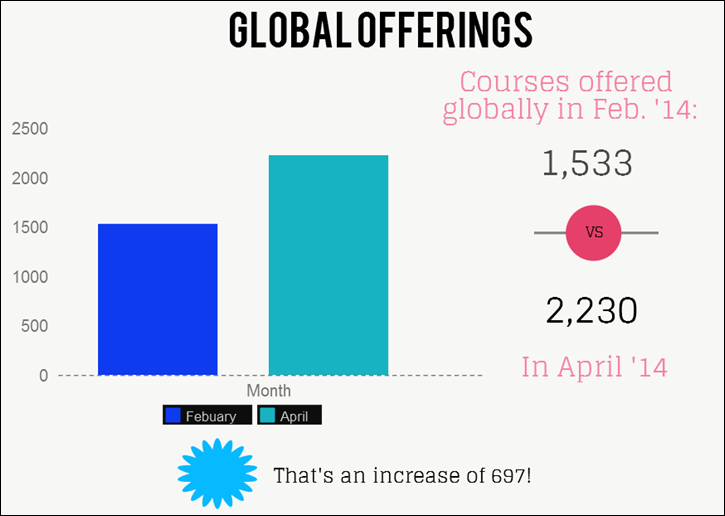 GLOBAL OFFERINGS
Courses offered
globally in Feb. '14:
1,533
VS
2,230
In April '14
2500
2000
1500
1000
500
0
Month
Febuary April
That's an increase of 697!